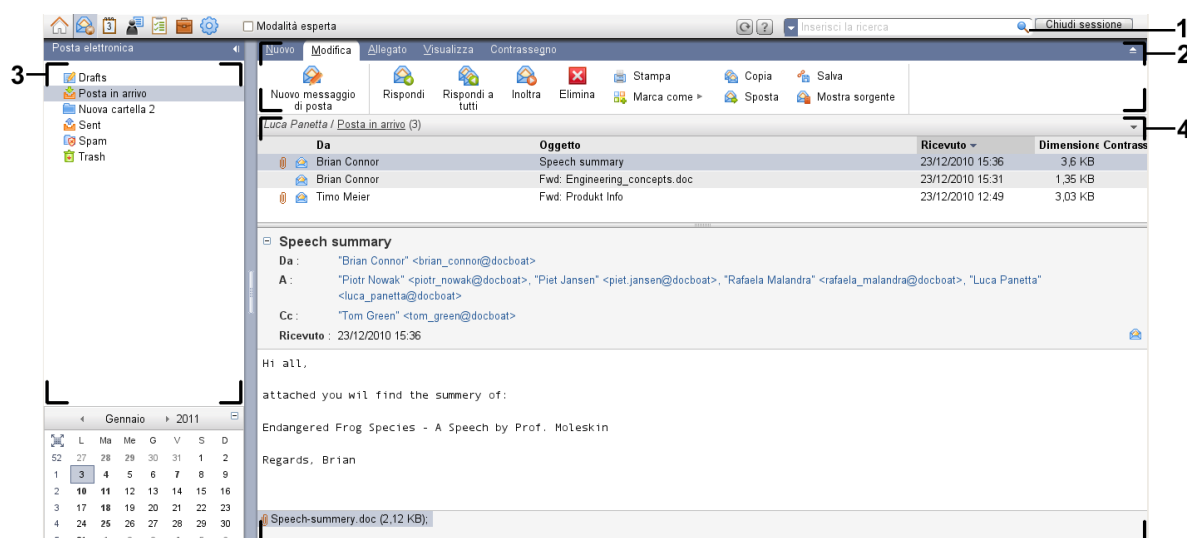 3 Modalità esperta Inserisci la ricerca Chiudi sessione 1
Posta elettronica
Nuovo Modifica Allegato Visualizza Contrassegno 2
3
Drafts
Posta in arrivo
Nuova cartella 2
Sent
Spam
Trash
Nuovo messaggio di posta
Rispondi
Rispondi a tutti
Inoltra
Elimina
Stampa Copia Salva
Marca come Sposta Mostra sorgente
Luca Panetta / Posta in arrivo (3) 4
Da Oggetto Ricevuto Dimensione Contrass
Brian Connor Speech summary 23/12/2010 15:36 3,6 KB
Brian Connor Fwd: Engineering_concepts.doc 23/12/2010 15:31 1,35 KB
Timo Meier Fwd: Produkt Info 23/12/2010 12:49 3,03 KB
Speech summary
Da : "Brian Connor" <brian_connor@docboat>
A : "Piotr Nowak" <piotr_nowak@docboat>, "Piet Jansen" <piet.jansen@docboat>, "Rafaela Malandra" <rafaela_malandra@docboat>, "Luca Panetta"
<luca_panetta@docboat>
Cc : "Tom Green" <tom_green@docboat>
Ricevuto : 23/12/2010 15:36
Hi all,
attached you wil find the summery of:
Endangered Frog Species - A Speech by Prof. Moleskin
Regards, Brian
Speech-summery.doc (2,12 KB);
Gennaio 2011
L Ma Me G V S D
52 27 28 29 30 31 1 2
1 3 4 5 6 7 8 9
2 10 11 12 13 14 15 16
3 17 18 19 20 21 22 23
4 24 25 26 27 28 29 30